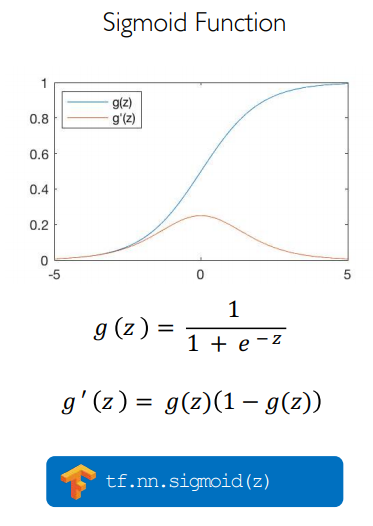 Sigmoid Function
1
0.8
0.6
0.4
0.2
0
g(z)
g'(z)
-5 0 5
g (z) = 1 / 1 + e^−z
g'(z) = g(z)(1 − g(z))
tf.nn.sigmoid(z)